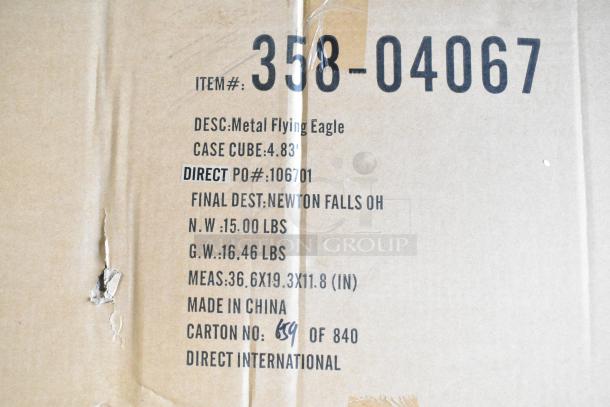 ITEM#: 358-04067
DESC:Metal Flying Eagle
CASE CUBE:4.83'
DIRECT PO#:106701
FINAL DEST:NEWTON FALLS OH
N.W :15.00 LBS
AUCTION GROUP
G.W.:16.46 LBS
MEAS:36.6X19.3X11.8 (IN)
MADE IN CHINA
CARTON NO: 659 OF 840
DIRECT INTERNATIONAL